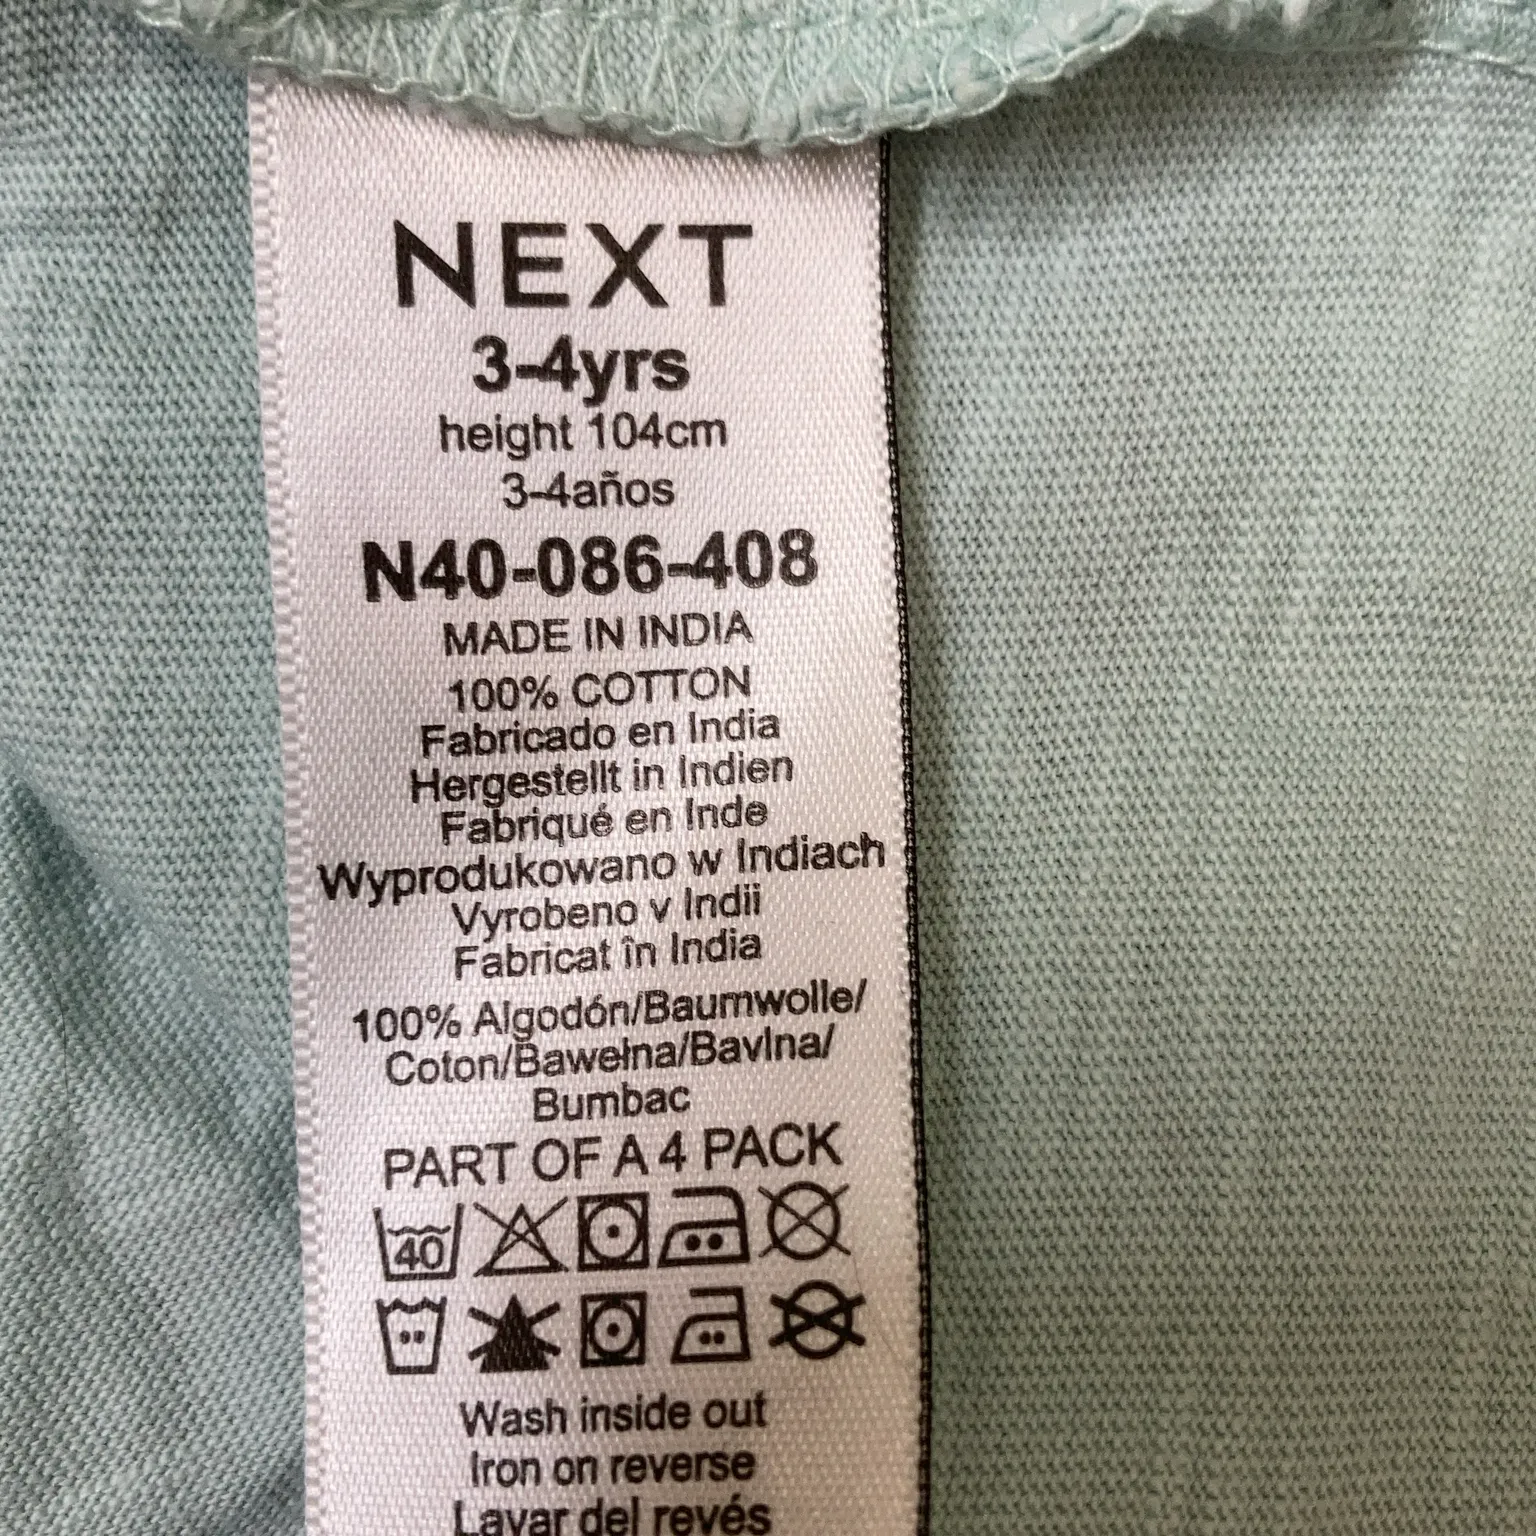 NEXT
3-4yrs
height 104cm
3-4años
N40-086-408
MADE IN INDIA
100% COTTON
Fabricado en India
Hergestellt in Indien
Fabriqué en Inde
Wyprodukowano w Indiach
Vyrobeno v Indii
Fabricat în India
100% Algodón/Baumwolle/
Coton/Bawełna/Bavlna/
Bumbac
PART OF A 4 PACK
40
Wash inside out
Iron on reverse
Lavar del revés